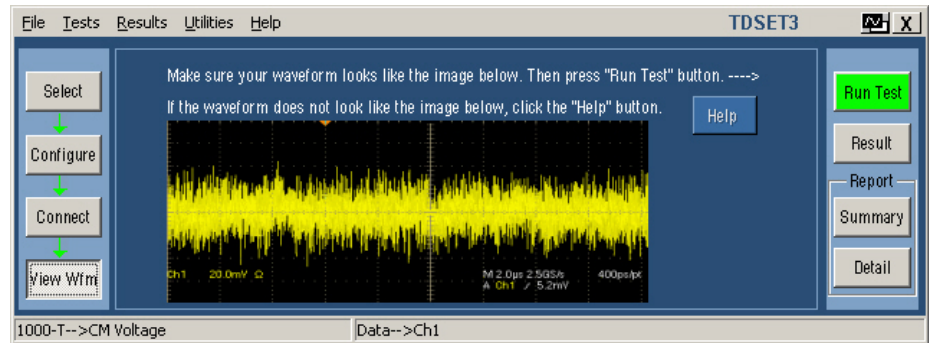 File Tests Results Utilities Help TDSET3 X
Make sure your waveform looks like the image below. Then press "Run Test" button. ---->
If the waveform does not look like the image below, click the "Help" button.
Help
Select
Configure
Connect
View Wfm
Ch1 20.0mV Ω M 2.0µs 2.5GS/s 400ps/pt
A Ch1 / 5.2mV
Run Test
Result
Report
Summary
Detail
1000-T-->CM Voltage Data-->Ch1